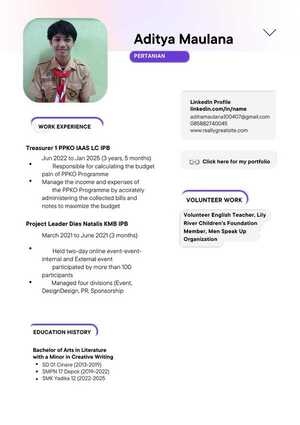 Aditya Maulana
PERTANIAN
LinkedIn Profile
linkedin.com/in/name
aditamaulana100407@gmail.com
085882740045
www.reallygreatsite.com
Click here for my portfolio
VOLUNTEER WORK
Volunteer English Teacher, Lily
River Children's Foundation
Member, Men Speak Up
Organization
WORK EXPERIENCE
Treasurer 1 PPKO IAAS LC IPB
Jun 2022 to Jan 2025 (3 years, 5 months)
• Responsible for calculating the budget
pain of PPKO Programme
• Manage the income and expenses of
the PPKO Programme by acorately
administering the collected bills and
notes to maximize the budget
Project Leader Dies Natalis KMB IPB
March 2021 to June 2021 (3 months)
• Held two-day online event-event-
internal and External event
participated by more than 100
participants
• Managed four divisions (Event,
DesignDesign, PR, Sponsorship
EDUCATION HISTORY
Bachelor of Arts in Literature
with a Minor in Creative Writing
• SD 01 Cinere (2013-2019)
• SMPN 17 Depok (2019-2022)
• SMK Yadika 12 (2022-2025